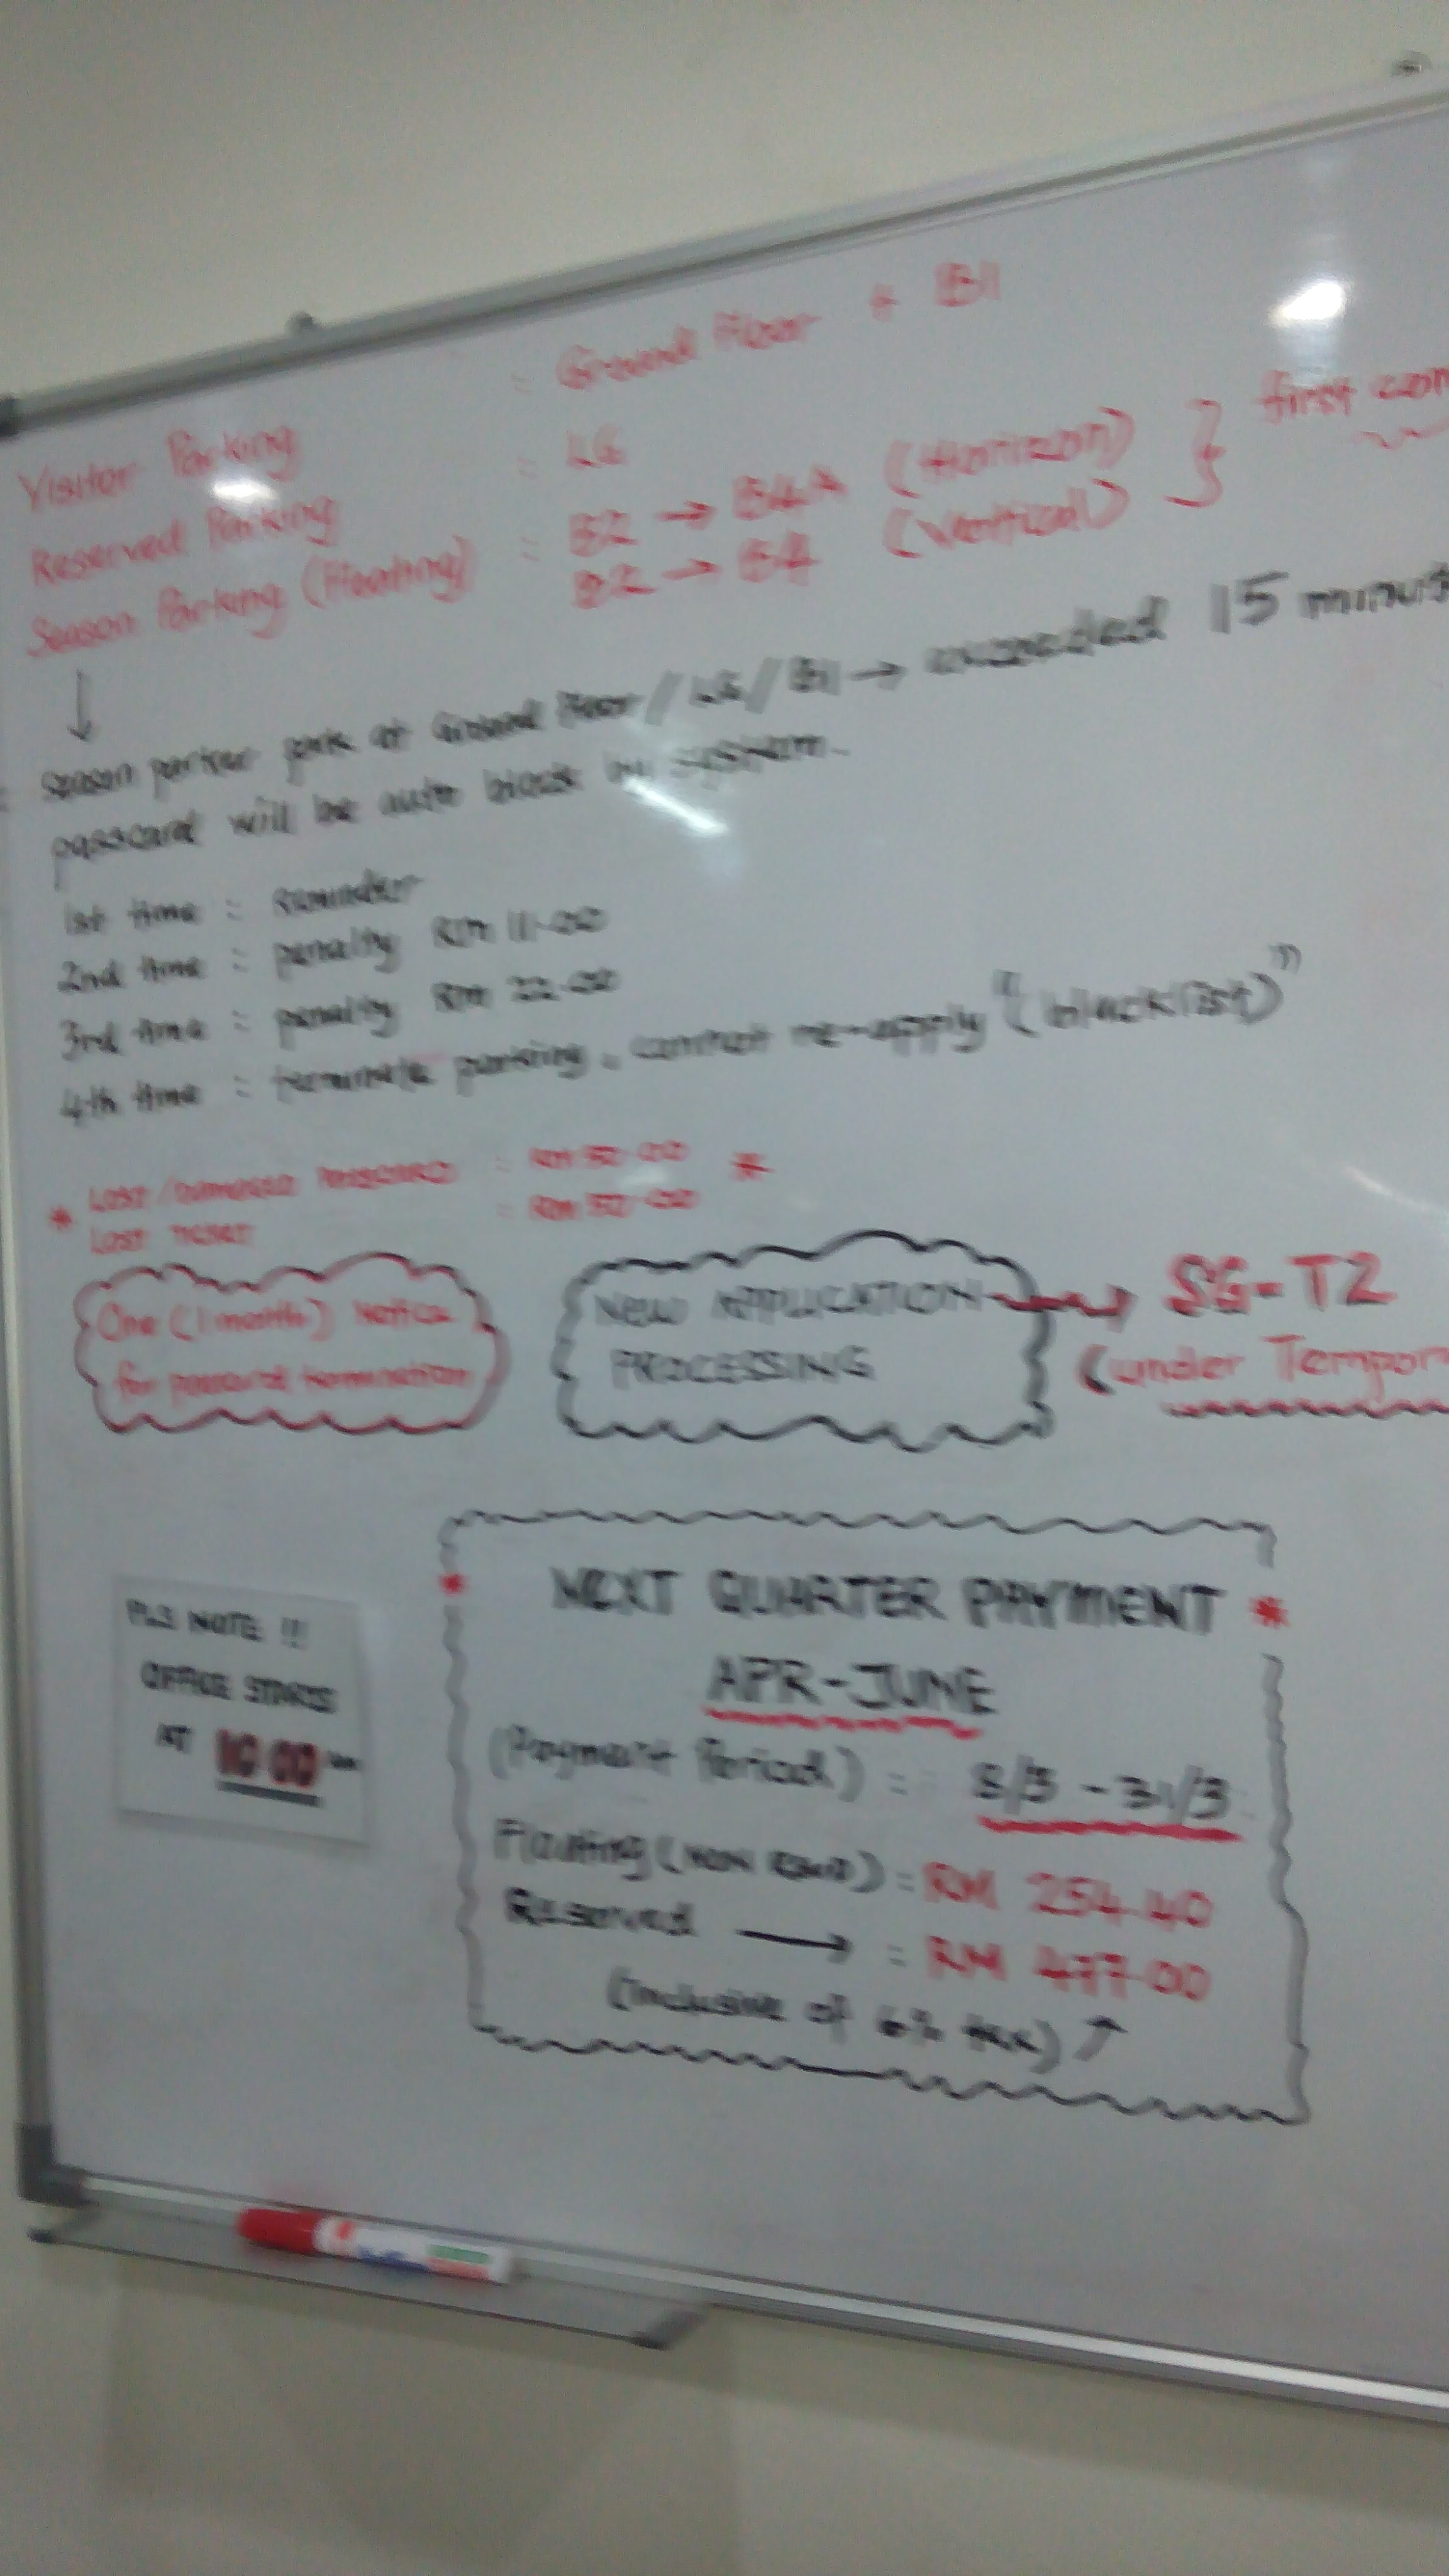 Visitor Parking : Ground Floor + B1
Reserved Parking : LG
Season Parking (Floating) : B2 → B4A (Horizon) } first com
B2 → B4 (Vertical)
↓
Season parker park at Ground Floor / LG / B1 → exceeded 15 minut
passcard will be auto block by system.
1st time : Reminder
2nd time : penalty RM 11.00
3rd time : penalty RM 22.00
4th time : terminate parking, cannot re-apply "(blacklist)"
* Lost / Damaged Passcard : RM 50.00 *
Lost Ticket : RM 50.00
One (1 month) Notice
for passcard termination
NEW APPLICATION → SG-T2
PROCESSING (under Tempor
NEXT QUARTER PAYMENT
APR-JUNE
(Payment Period) : - 31/3
Floating (NON ) : RM 254.40
Reserved → : RM 477.00
(Inclusive of 6% tax) ↑
PLS NOTE !!
OFFICE STARTS
AT 10.00